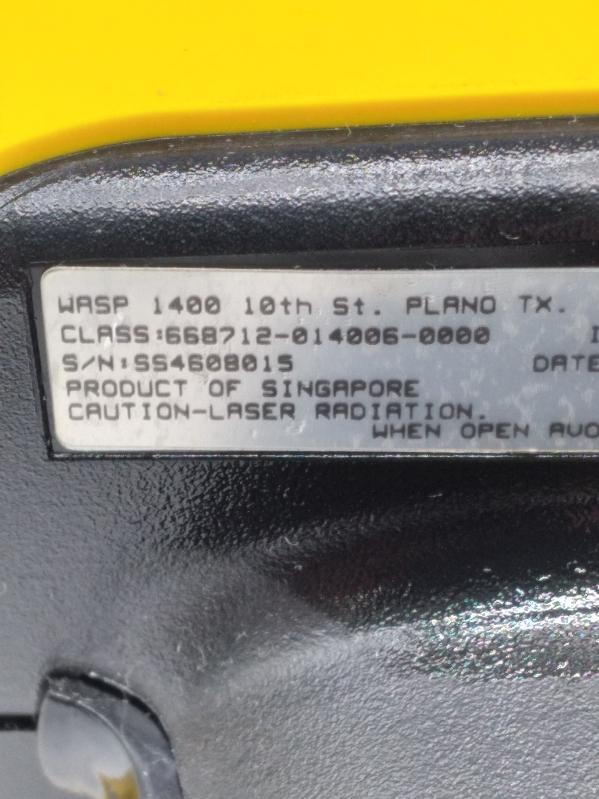 WASP 1400 10th St. PLANO TX.
CLASS:668712-014006-0000
S/N:SS4608015 DATE
PRODUCT OF SINGAPORE
CAUTION-LASER RADIATION.
WHEN OPEN AVO